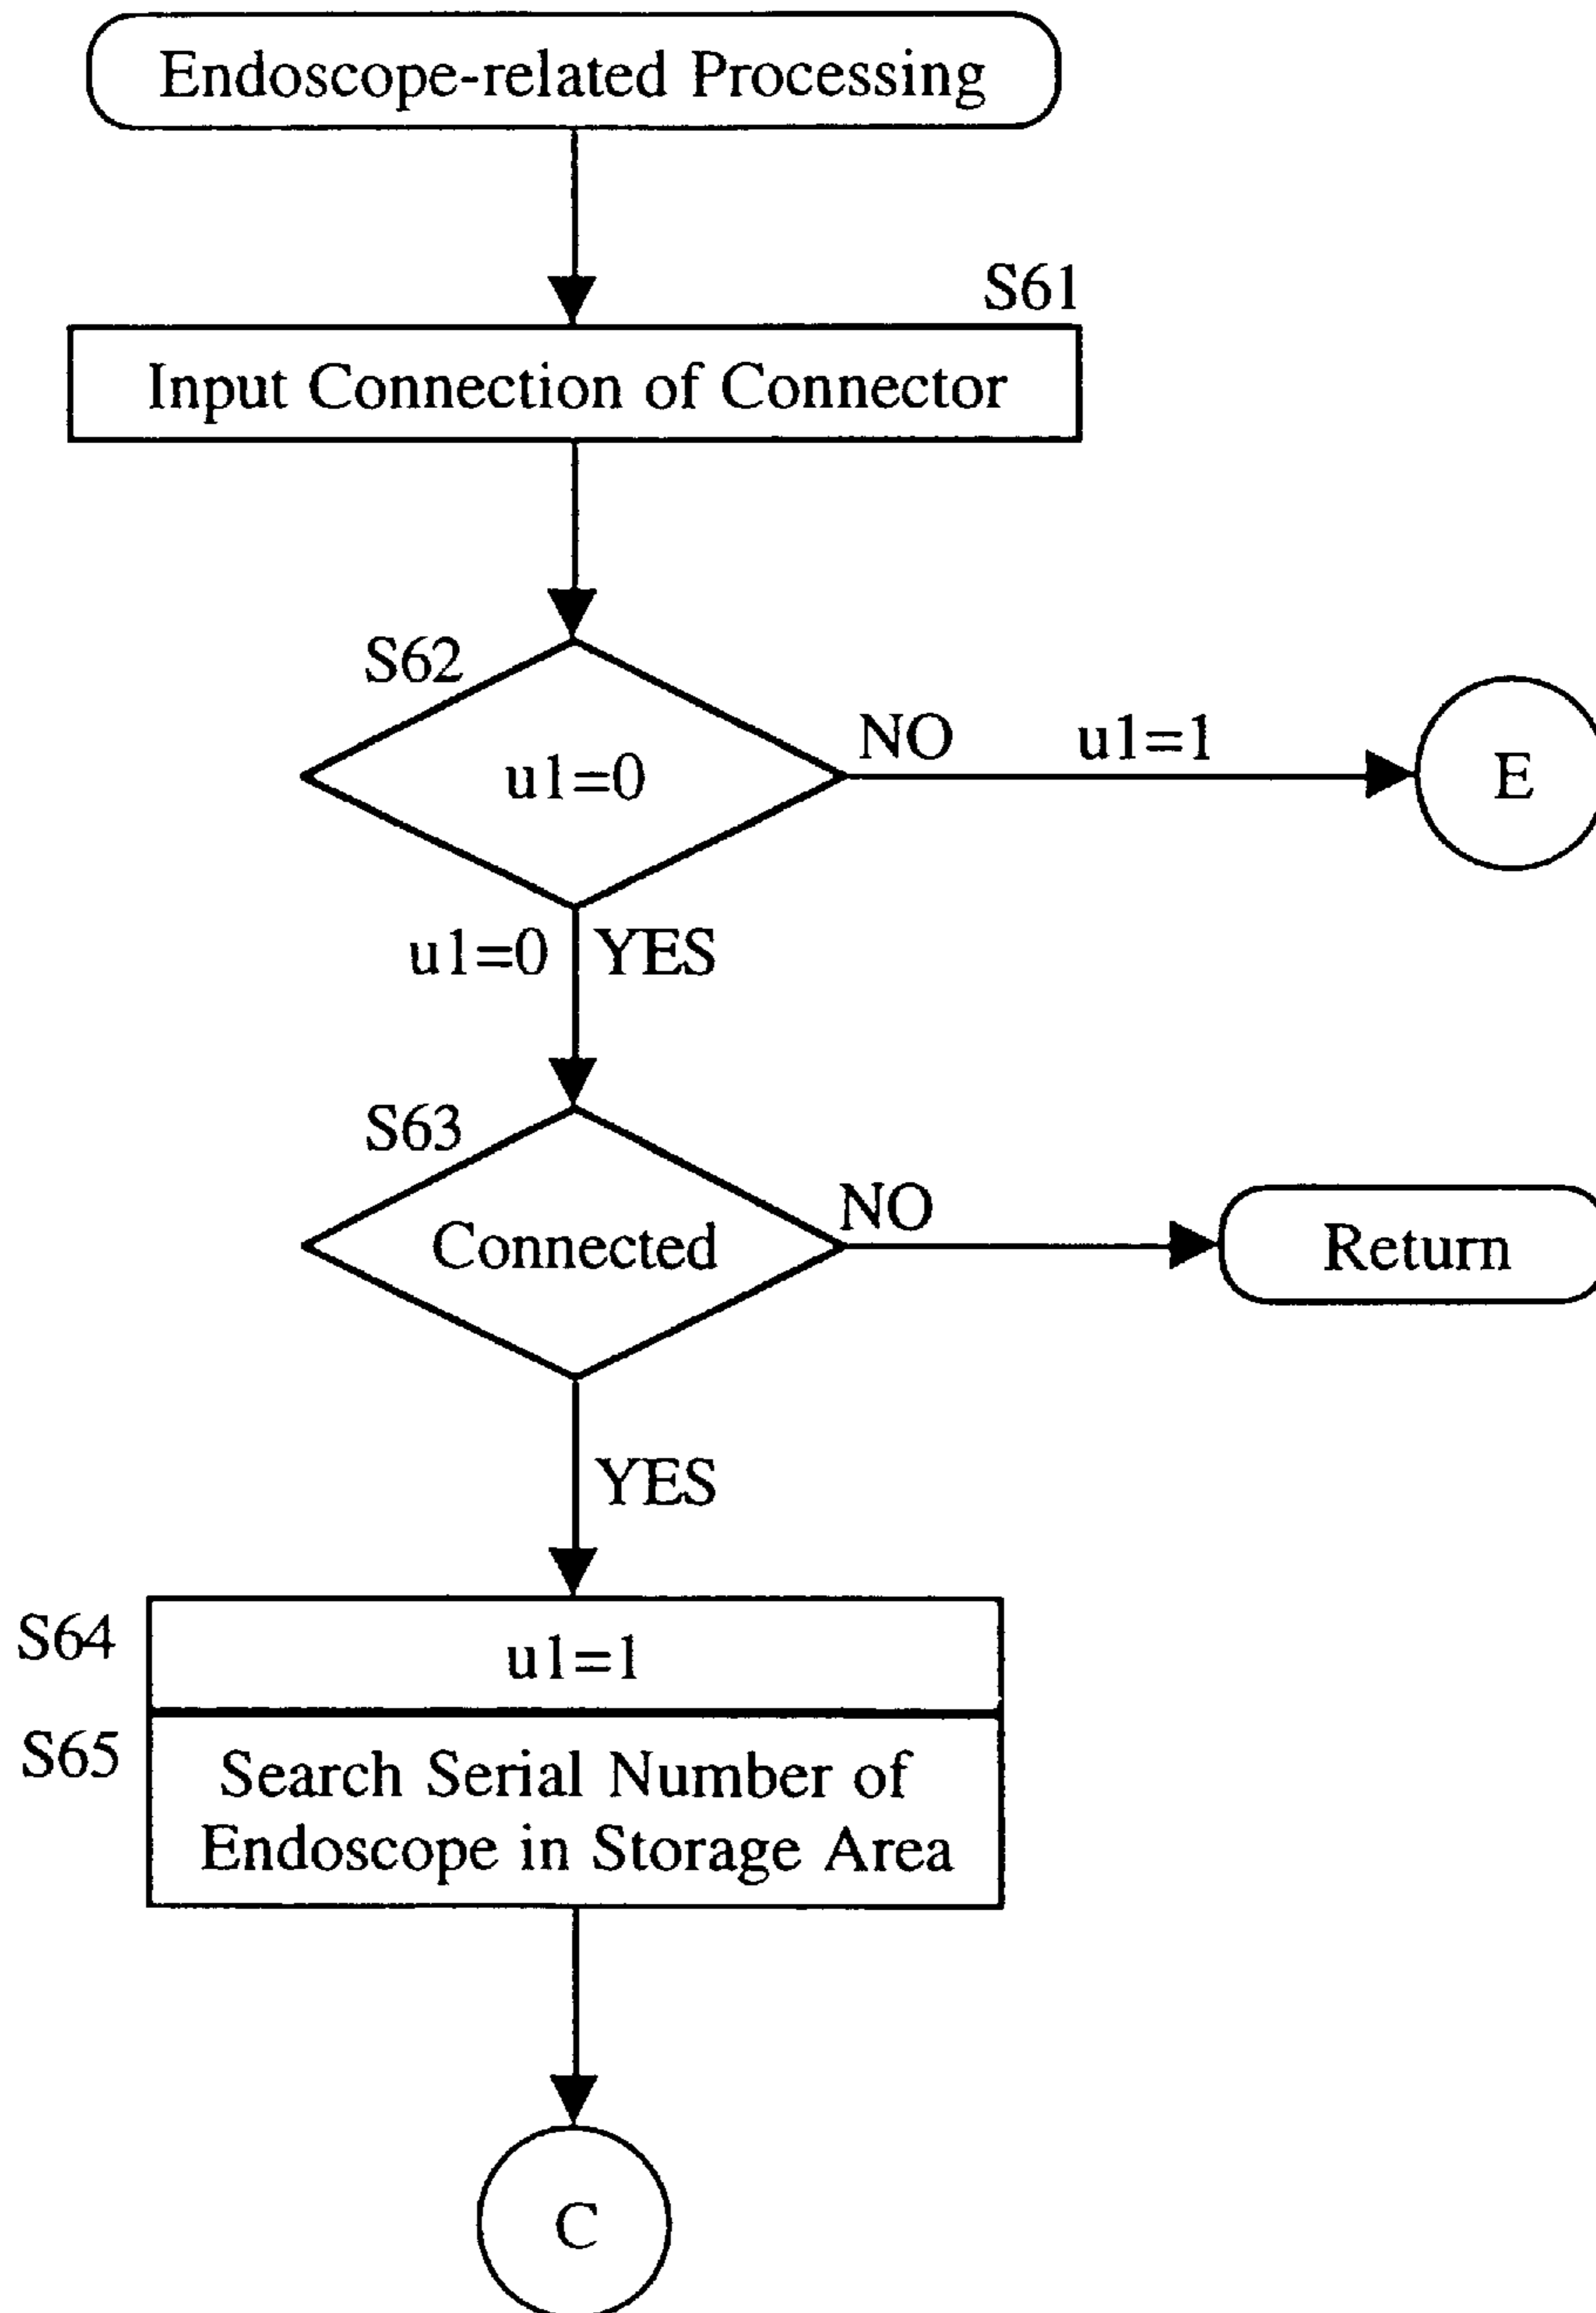 Endoscope-related Processing
S61
Input Connection of Connector
S62
u1=0
NO
u1=1
E
u1=0
YES
S63
Connected
NO
Return
YES
S64
u1=1
S65
Search Serial Number of
Endoscope in Storage Area
C